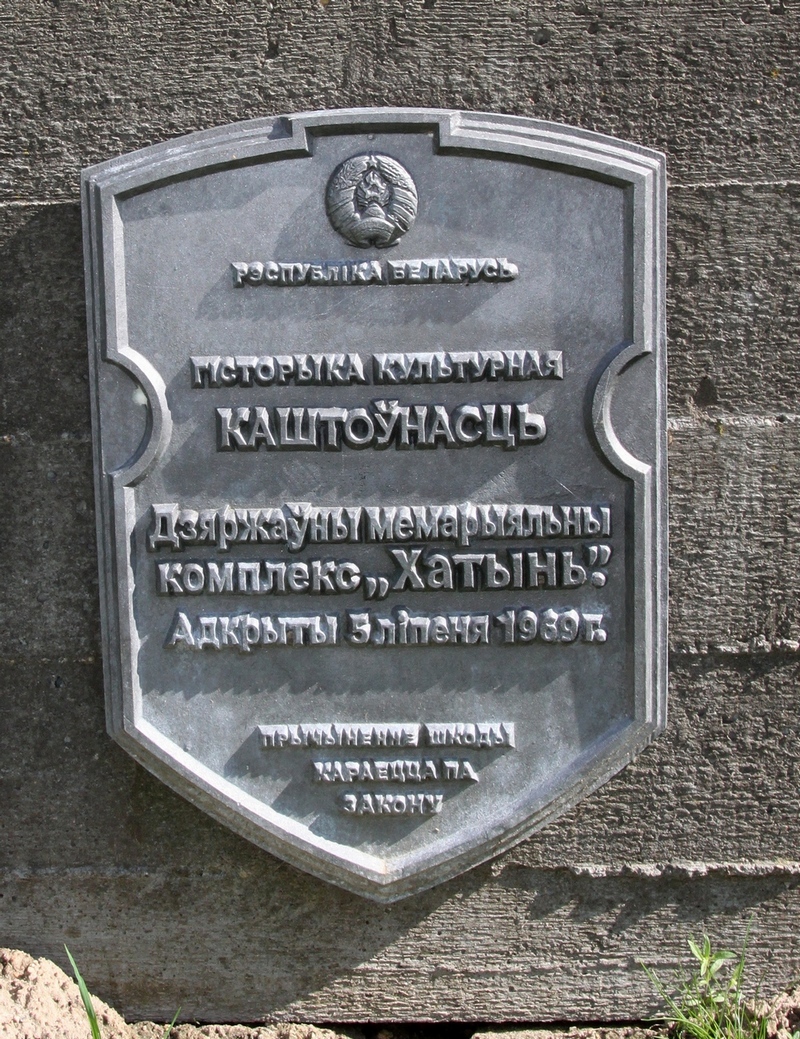 РЭСПУБЛІКА БЕЛАРУСЬ
ГІСТОРЫКА КУЛЬТУРНАЯ
КАШТОЎНАСЦЬ
Дзяржаўны мемарыяльны
комплекс „Хатынь”.
Адкрыты 5 ліпеня 1969 г.
ПРЫЧЫНЕННЕ ШКОДЫ
КАРАЕЦЦА ПА
ЗАКОНУ